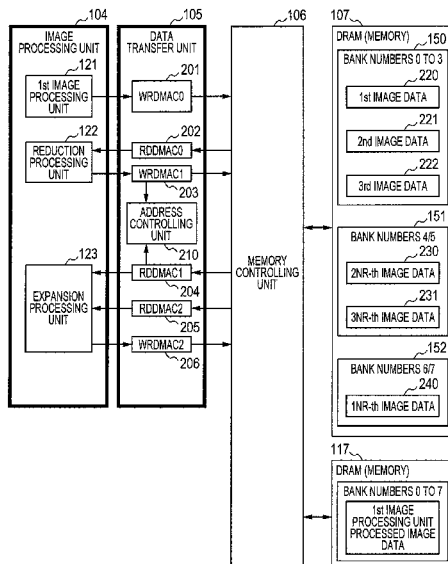 104
IMAGE
PROCESSING UNIT
121
1st IMAGE
PROCESSING
UNIT
122
REDUCTION
PROCESSING
UNIT
123
EXPANSION
PROCESSING
UNIT
105
DATA
TRANSFER UNIT
201
WRDMAC0
202
RDDMAC0
WRDMAC1
203
ADDRESS
CONTROLLING
UNIT
210
RDDMAC1
204
RDDMAC2
205
WRDMAC2
206
106
MEMORY
CONTROLLING
UNIT
107
DRAM (MEMORY)
150
BANK NUMBERS 0 TO 3
220
1st IMAGE DATA
221
2nd IMAGE DATA
222
3rd IMAGE DATA
151
BANK NUMBERS 4/5
230
2NR-th IMAGE DATA
231
3NR-th IMAGE DATA
152
BANK NUMBERS 6/7
240
1NR-th IMAGE DATA
117
DRAM (MEMORY)
BANK NUMBERS 0 TO 7
1st IMAGE
PROCESSING UNIT
PROCESSED IMAGE
DATA